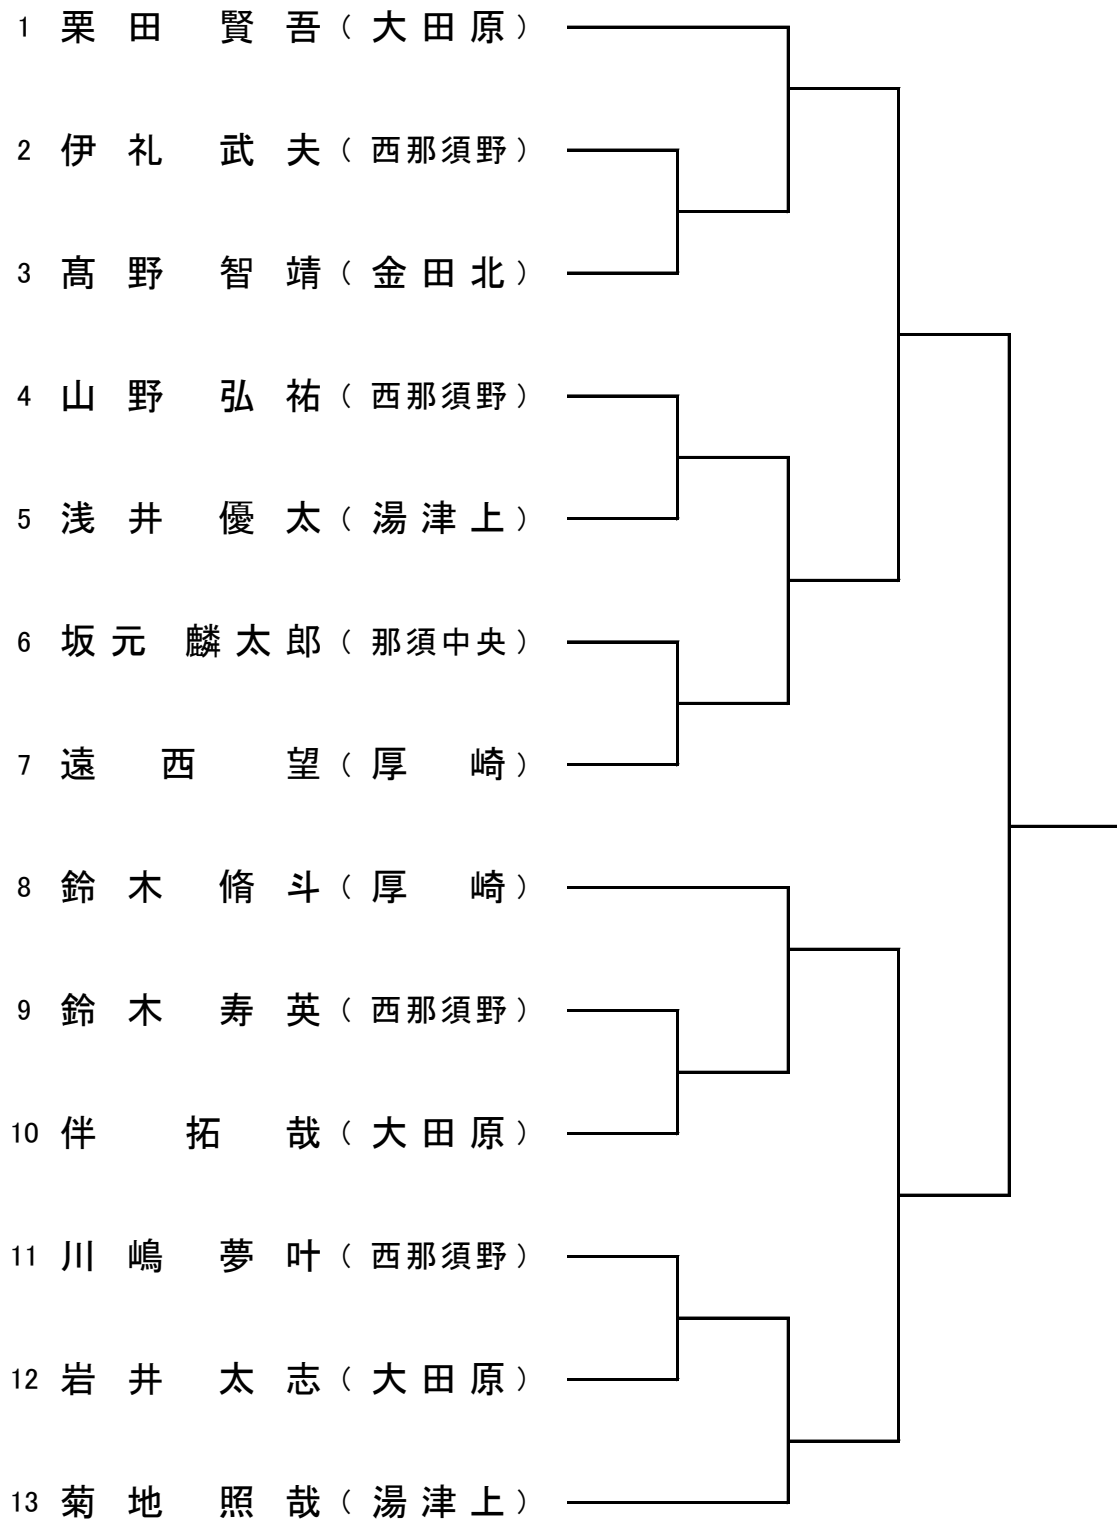 1 栗田 賢吾（大田原）
2 伊礼 武夫（西那須野）
3 髙野 智靖（金田北）
4 山野 弘祐（西那須野）
5 浅井 優太（湯津上）
6 坂元 麟太郎（那須中央）
7 遠西 望（厚崎）
8 鈴木 脩斗（厚崎）
9 鈴木 寿英（西那須野）
10 伴 拓哉（大田原）
11 川嶋 夢叶（西那須野）
12 岩井 太志（大田原）
13 菊地 照哉（湯津上）